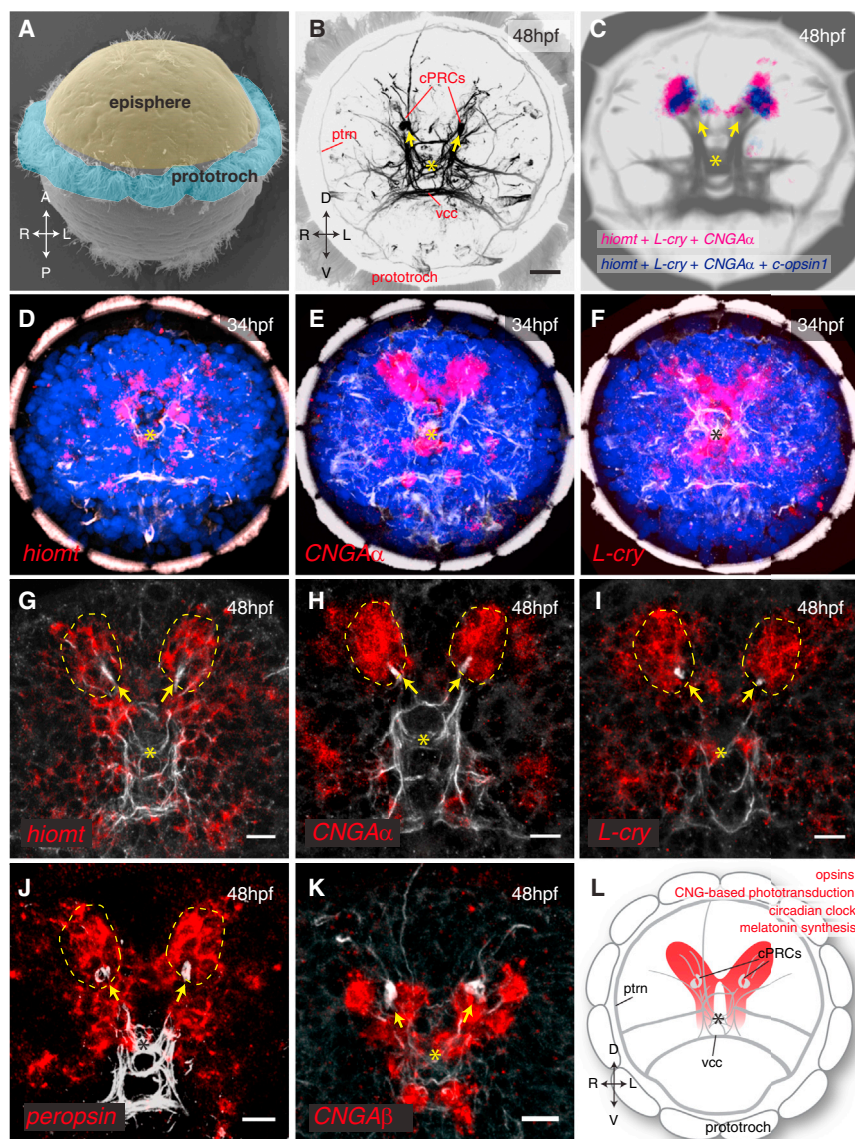 A
episphere
prototroch
A
R L
P
B
48hpf
cPRCs
ptrn
*
vcc
D
R L
V
prototroch
C
48hpf
*
hiomt + L-cry + CNGAα
hiomt + L-cry + CNGAα + c-opsin1
D
34hpf
*
hiomt
E
34hpf
*
CNGAα
F
34hpf
*
L-cry
G
48hpf
*
hiomt
H
48hpf
*
CNGAα
I
48hpf
*
L-cry
J
48hpf
*
peropsin
K
48hpf
*
CNGAβ
L
opsins
CNG-based phototransduction
circadian clock
melatonin synthesis
cPRCs
ptrn
*
vcc
D
R L
V
prototroch